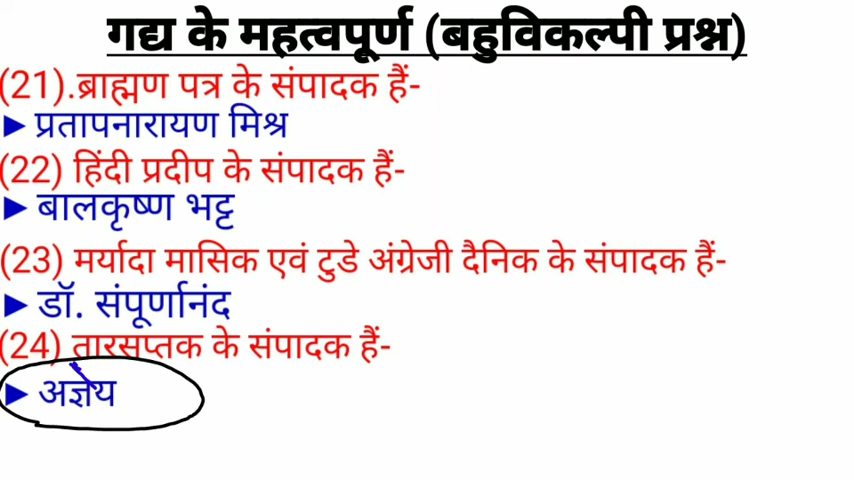 गद्य के महत्वपूर्ण (बहुविकल्पी प्रश्न)
(21).ब्राह्मण पत्र के संपादक हैं-
►प्रतापनारायण मिश्र
(22) हिंदी प्रदीप के संपादक हैं-
►बालकृष्ण भट्ट
(23) मर्यादा मासिक एवं टुडे अंग्रेजी दैनिक के संपादक हैं-
►डॉ. संपूर्णानंद
(24) तारसप्तक के संपादक हैं-
►अज्ञेय